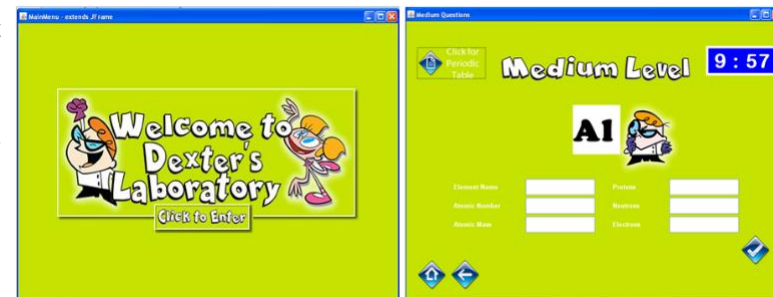 MainMenu - extends JFrame
Welcome to
Dexter's
Laboratory
Click to Enter
Medium Questions
Click for
Periodic
Table
Medium Level
9 : 57
Al
Element Name
Protons
Atomic Number
Neutrons
Atomic Mass
Electrons